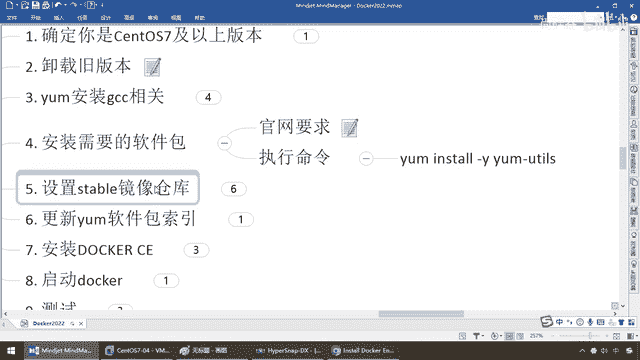 Mindjet MindManager - Docker2022.mmap
1. 确定你是CentOS7及以上版本
1
2. 卸载旧版本
3. yum安装gcc相关
4
4. 安装需要的软件包
官网要求
执行命令
yum install -y yum-utils
5. 设置stable镜像仓库
6
6. 更新yum软件包索引
1
7. 安装DOCKER CE
3
8. 启动docker
1
9. 测试
Docker2022
257%
Mindjet MindMa...
CentOS7-04 - VM...
无标题 - 画图
HyperSnap-DX - [...
Install Docker En...